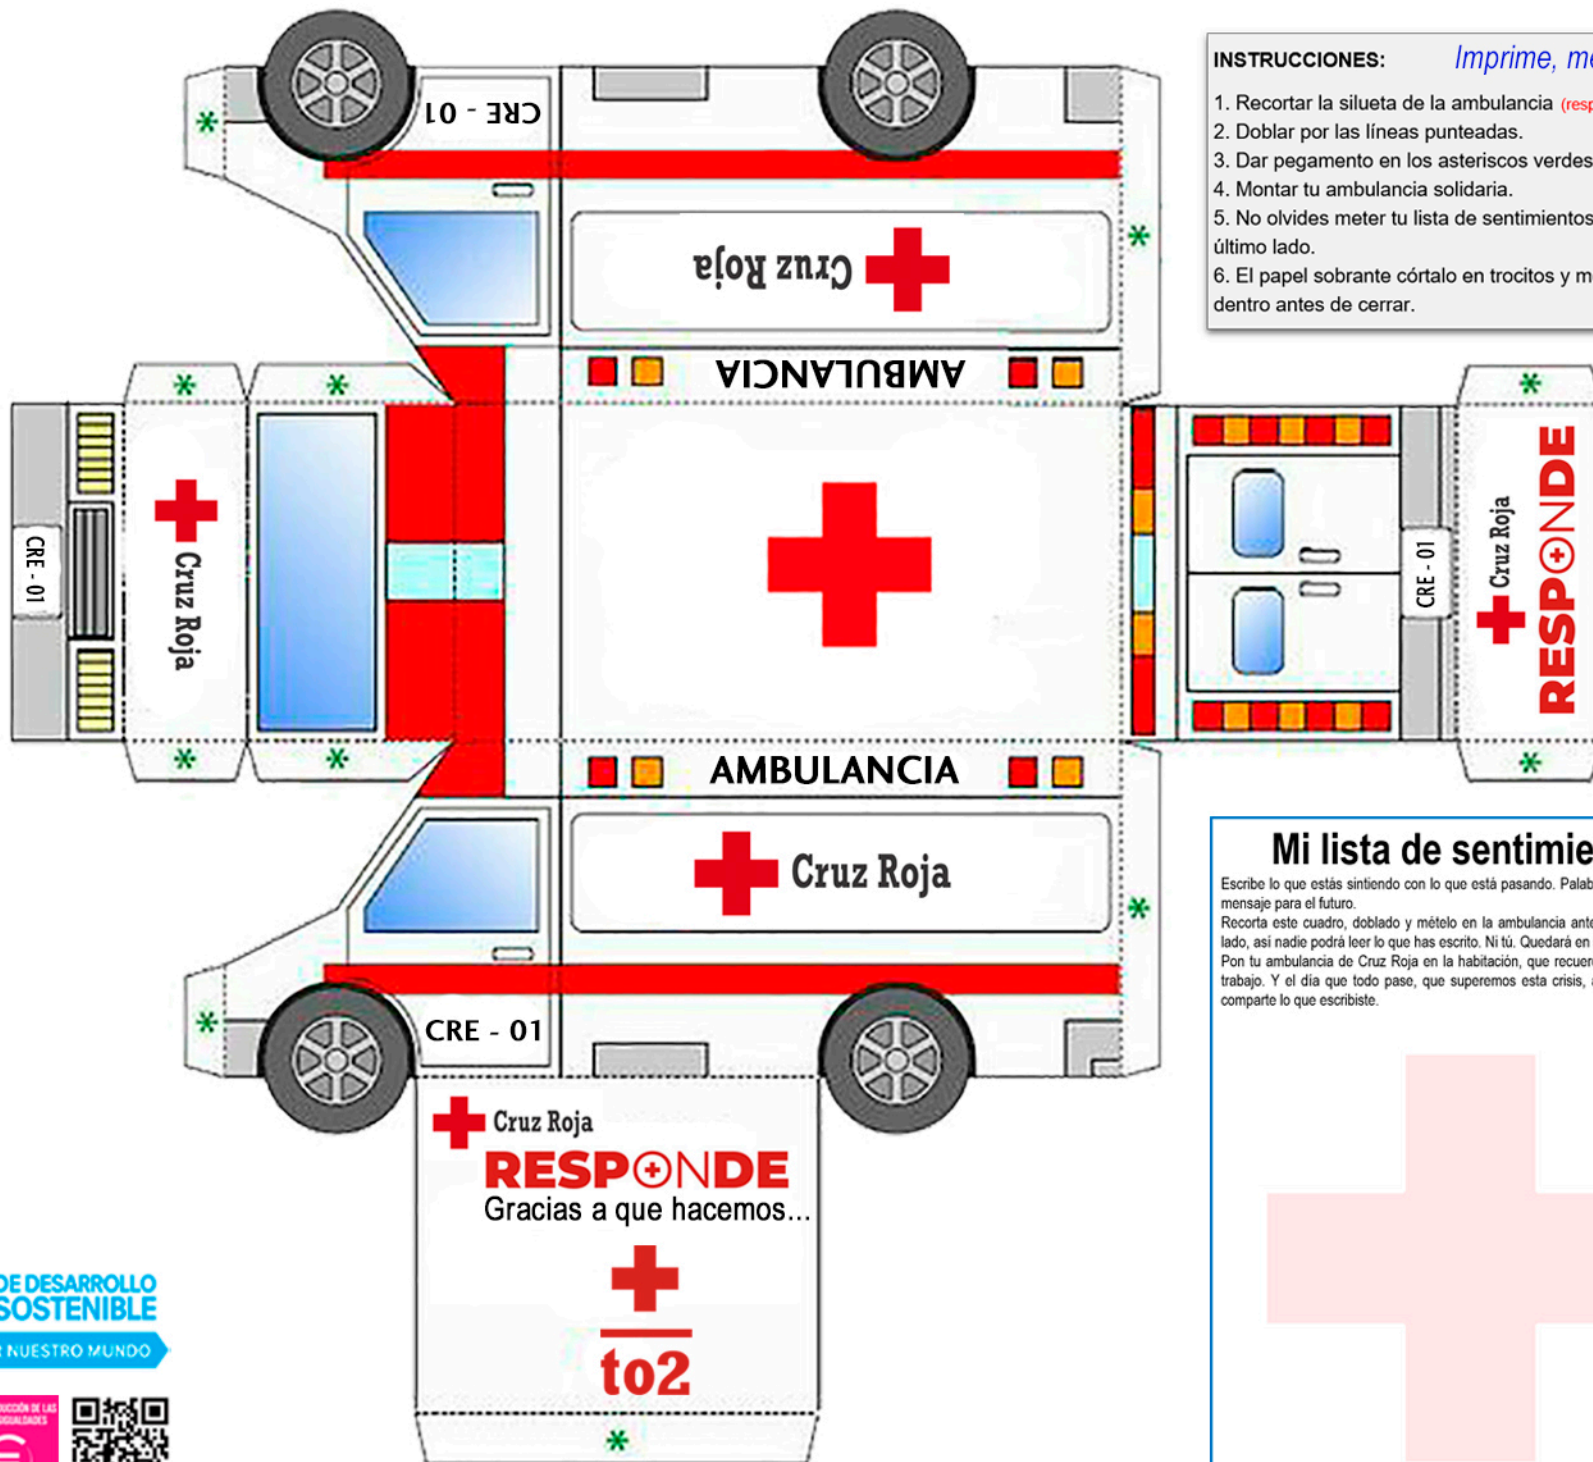 INSTRUCCIONES:
Imprime,
1. Recortar la silueta de la ambulancia
2. Doblar por las líneas punteadas.
3. Dar pegamento en los asteriscos verdes
4. Montar tu ambulancia solidaria.
5. No olvides meter tu lista de sentimientos
último lado.
6. El papel sobrante córtalo en trocitos y
dentro antes de cerrar.
CRE - 01
Cruz Roja
AMBULANCIA
CRE - 01
Cruz Roja
CRE - 01
Cruz Roja
RESPONDE
AMBULANCIA
Cruz Roja
CRE - 01
Cruz Roja
RESPONDE
Gracias a que hacemos...
to2
Mi lista de
Escribe lo que estás sintiendo con lo que está pasando.
mensaje para el futuro.
Recorta este cuadro, doblado y mételo en la ambulancia
lado, así nadie podrá leer lo que has escrito. Ni tú. Quedará en
Pon tu ambulancia de Cruz Roja en la habitación, que
trabajo. Y el día que todo pase, que superemos esta crisis,
comparte lo que escribiste.
DE DESARROLLO
SOSTENIBLE
NUESTRO MUNDO
DE LAS